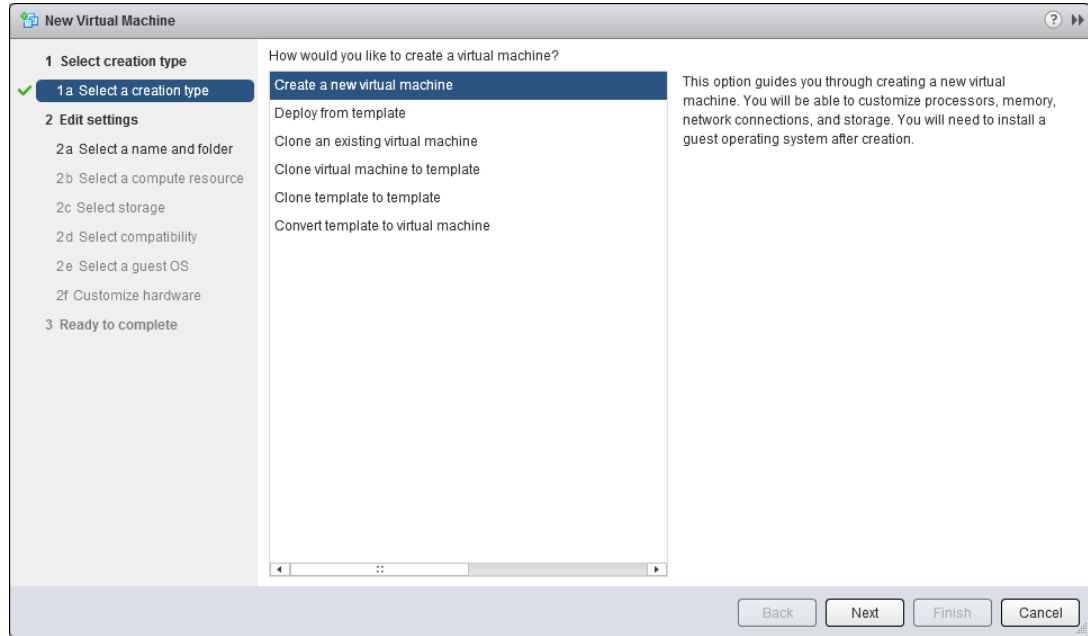 New Virtual Machine
?
1 Select creation type
1a Select a creation type
2 Edit settings
2a Select a name and folder
2b Select a compute resource
2c Select storage
2d Select compatibility
2e Select a guest OS
2f Customize hardware
3 Ready to complete
How would you like to create a virtual machine?
Create a new virtual machine
Deploy from template
Clone an existing virtual machine
Clone virtual machine to template
Clone template to template
Convert template to virtual machine
This option guides you through creating a new virtual
machine. You will be able to customize processors, memory,
network connections, and storage. You will need to install a
guest operating system after creation.
Back Next Finish Cancel